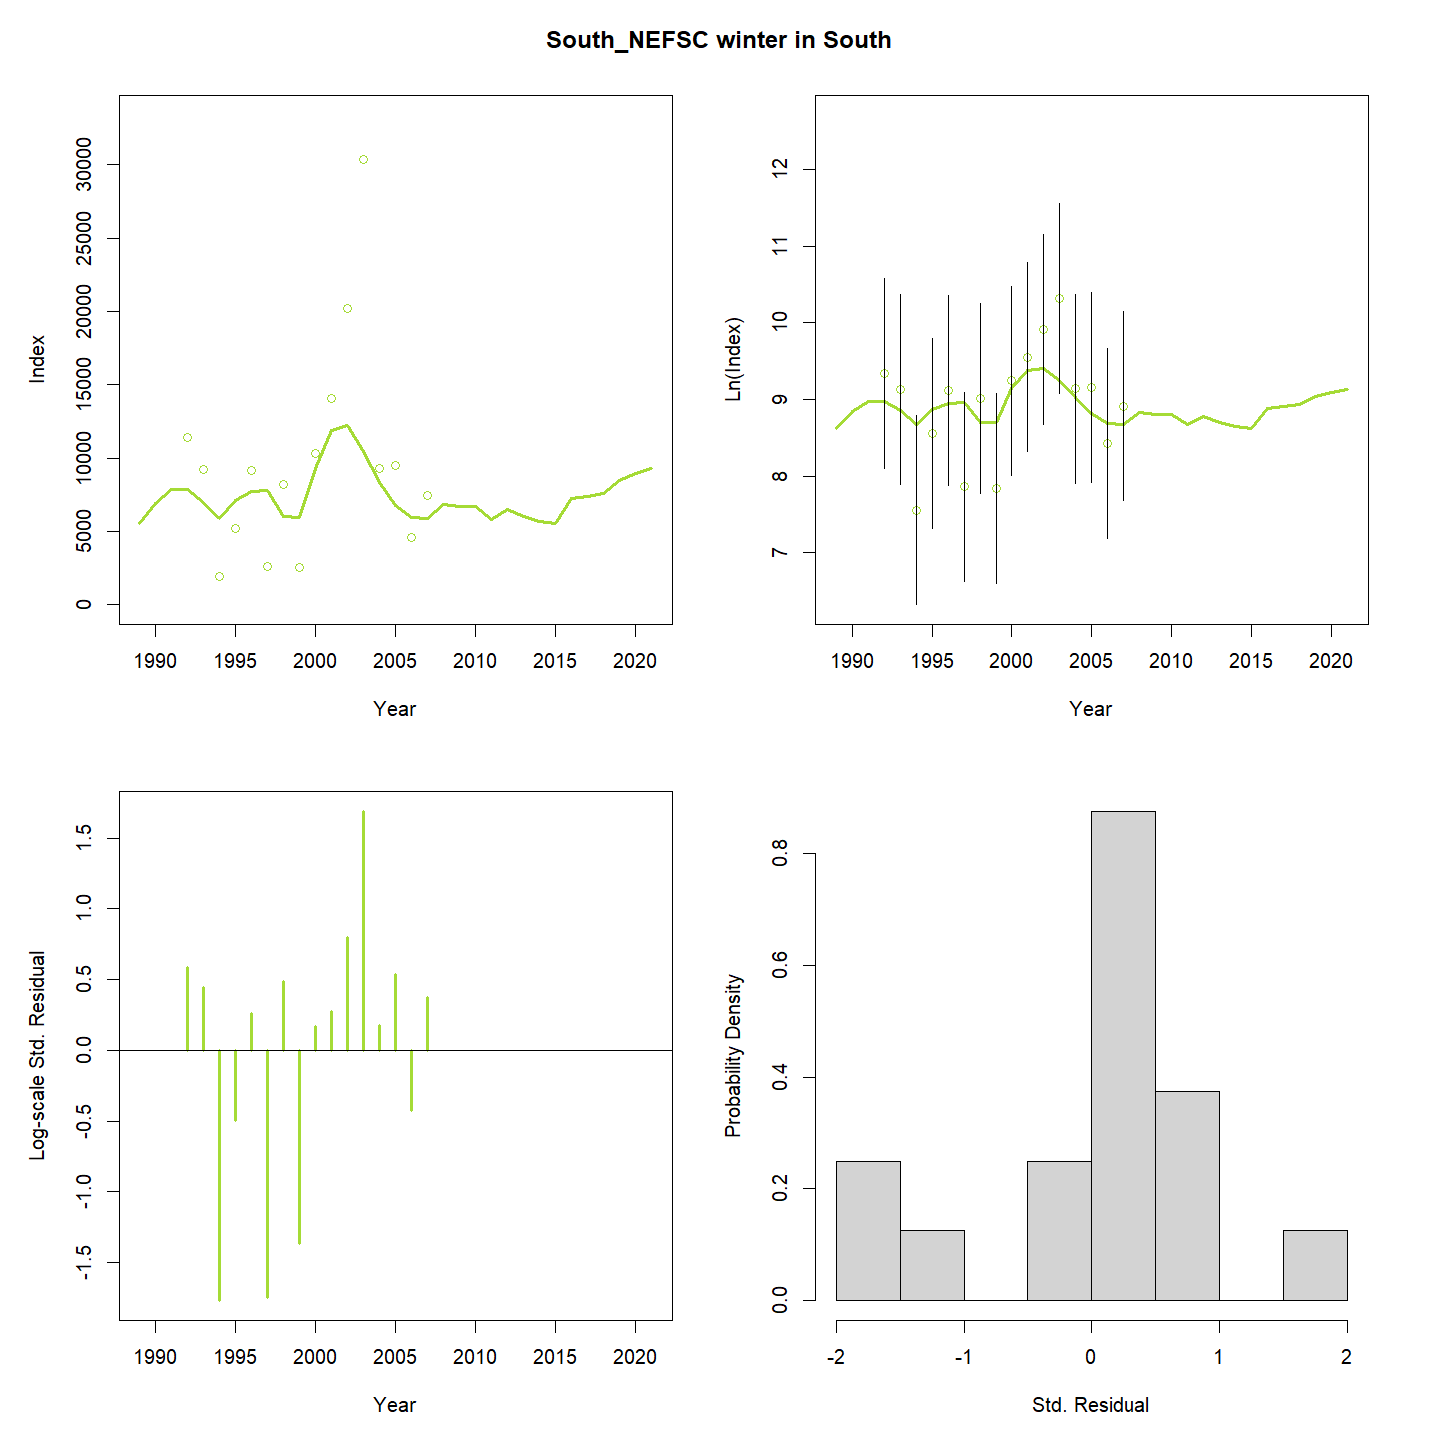 South_NEFSC winter in South
Index
0 5000 10000 15000 20000 25000 30000
1990 1995 2000 2005 2010 2015 2020
Year
Ln(Index)
7 8 9 10 11 12
1990 1995 2000 2005 2010 2015 2020
Year
Log-scale Std. Residual
-1.5 -1.0 -0.5 0.0 0.5 1.0 1.5
1990 1995 2000 2005 2010 2015 2020
Year
Probability Density
0.0 0.2 0.4 0.6 0.8
-2 -1 0 1 2
Std. Residual